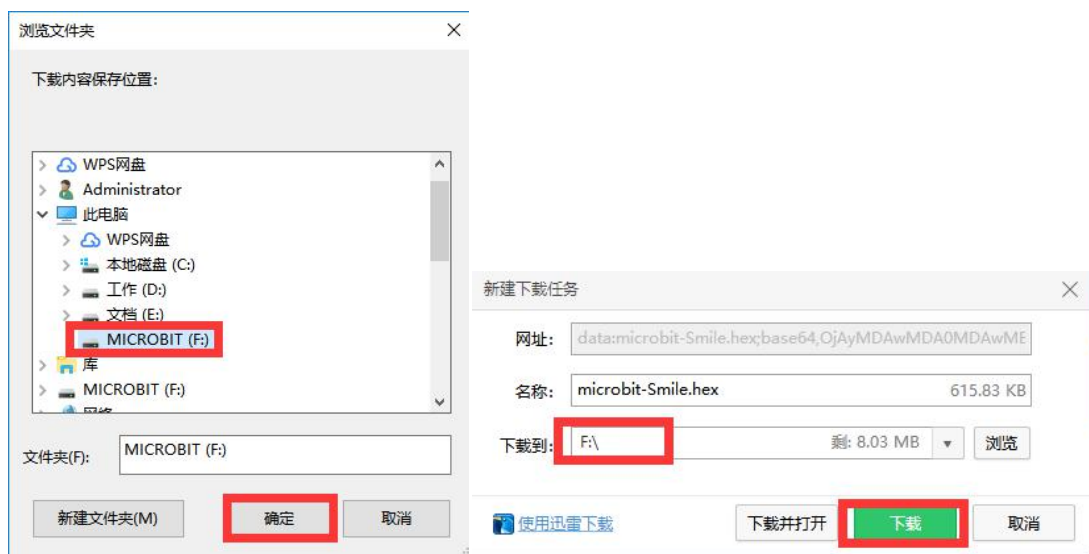 浏览文件夹
下载内容保存位置:
WPS网盘
Administrator
此电脑
WPS网盘
本地磁盘 (C:)
工作 (D:)
文档 (E:)
MICROBIT (F:)
库
MICROBIT (F:)
网络
文件夹(F): MICROBIT (F:)
新建文件夹(M) 确定 取消
新建下载任务
网址: data:microbit-Smile.hex;base64,OjAyMDAwMDA0MDAwME
名称: microbit-Smile.hex 615.83 KB
下载到: F:\ 剩: 8.03 MB 浏览
使用迅雷下载 下载并打开 下载 取消